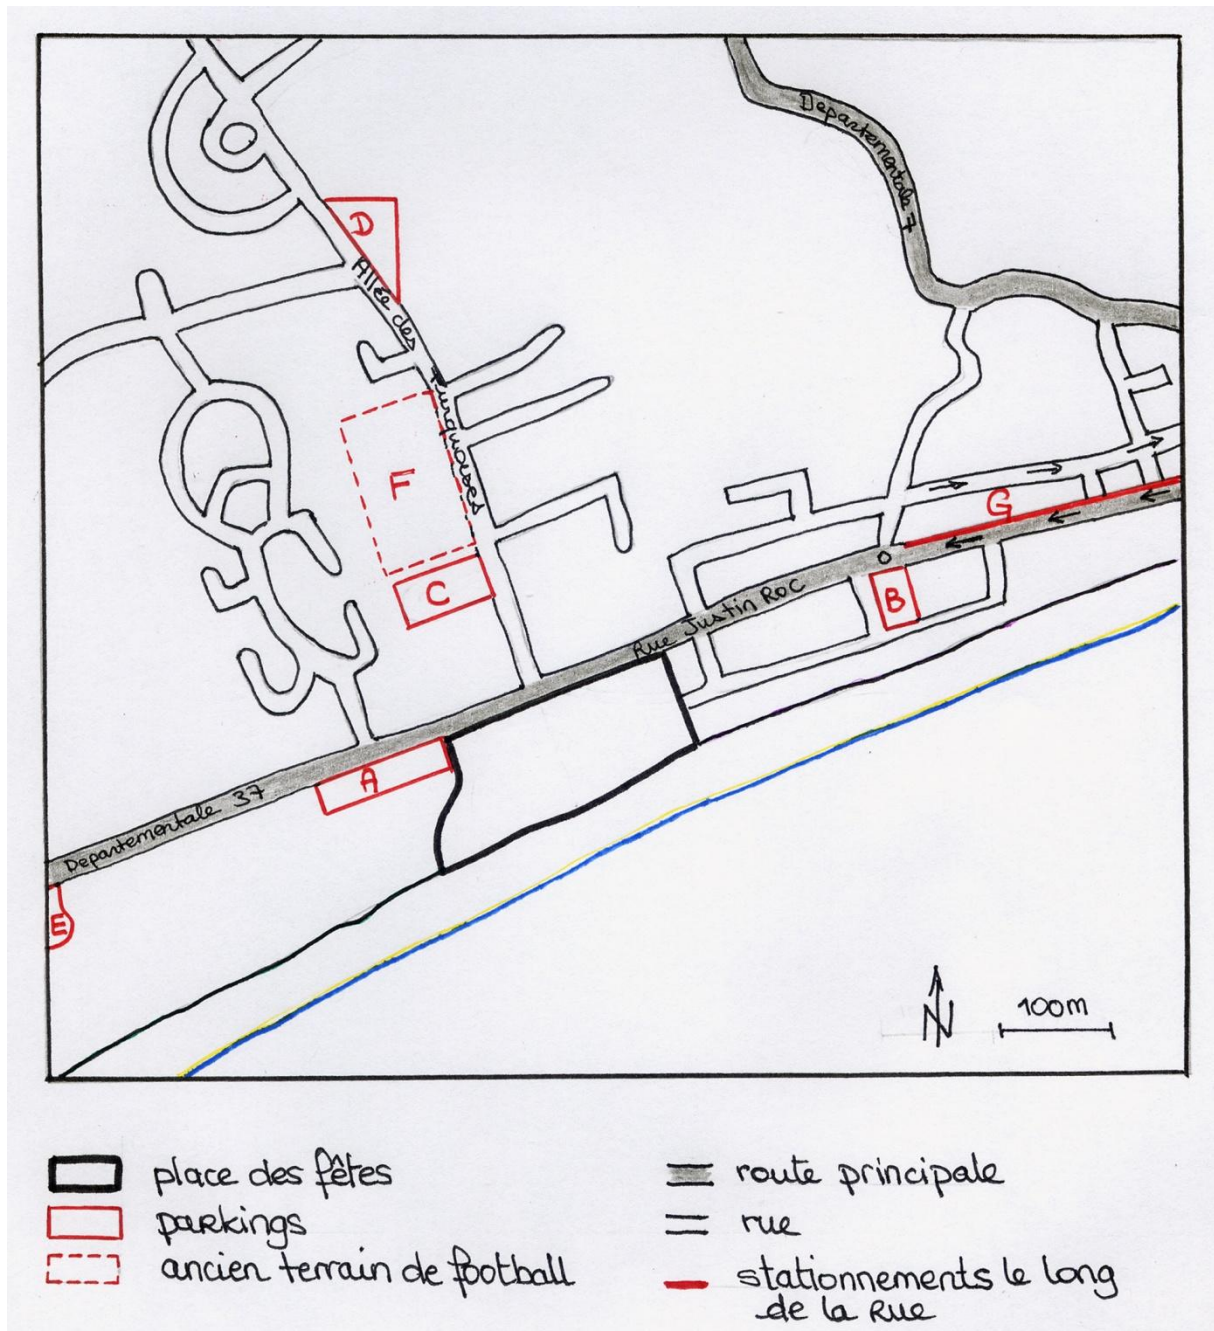 Departementale 7
D
Allée des Turquoises
F
G
C
B
Rue Justin Roc
A
Departementale 37
E
N
100m
place des fêtes
parkings
ancien terrain de football
route principale
rue
stationnements le long
de la rue